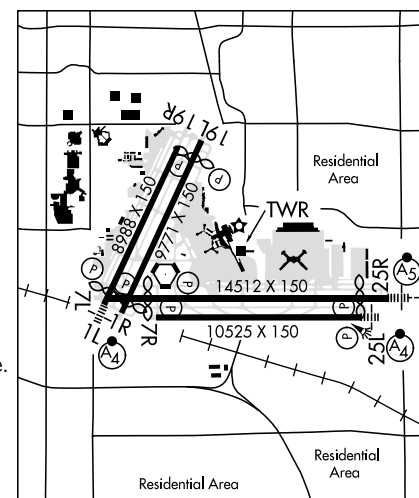 19R
19L
P
P
Residential
Area
8988 X 150
9771 X 150
TWR
P
P
P
7L
14512 X 150
25R
A5
P
P
1L
1R
7R
10525 X 150
P
25L
A4
A4
e.
Residential Area
Residential
Area